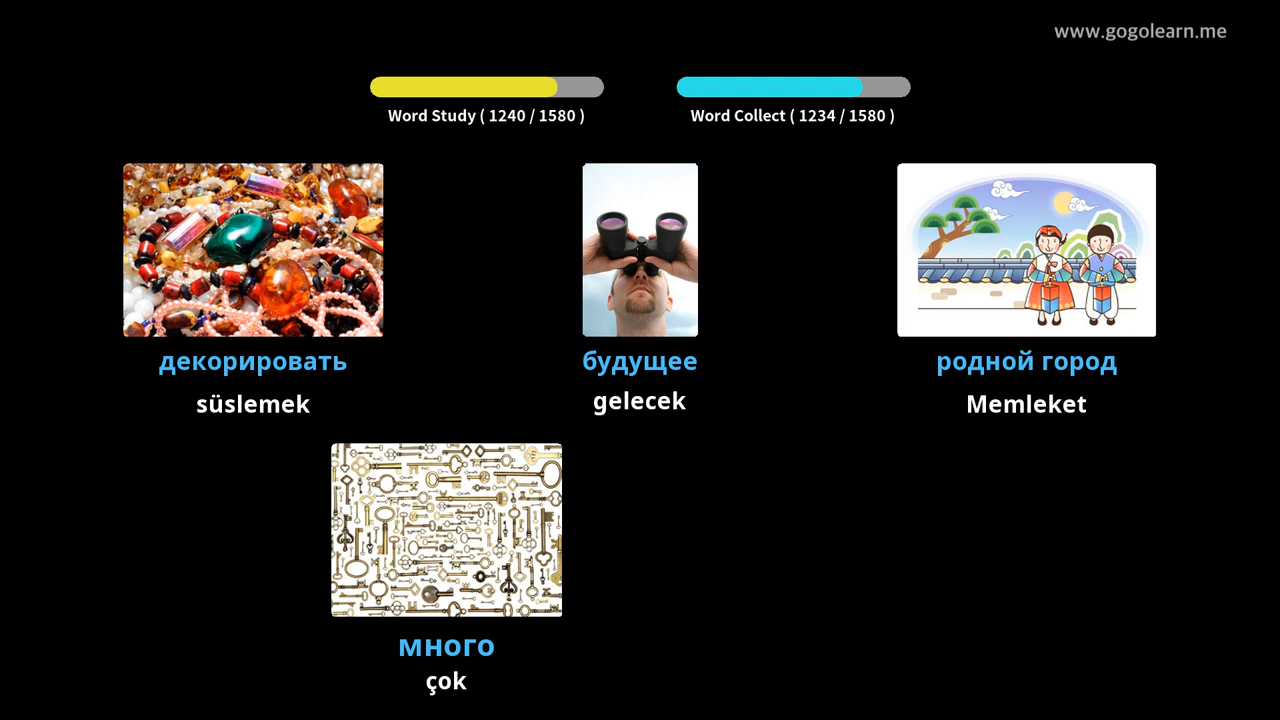 www.gogolearn.me
Word Study ( 1240 / 1580 )
Word Collect ( 1234 / 1580 )
декорировать
süslemek
будущее
gelecek
родной город
Memleket
много
çok